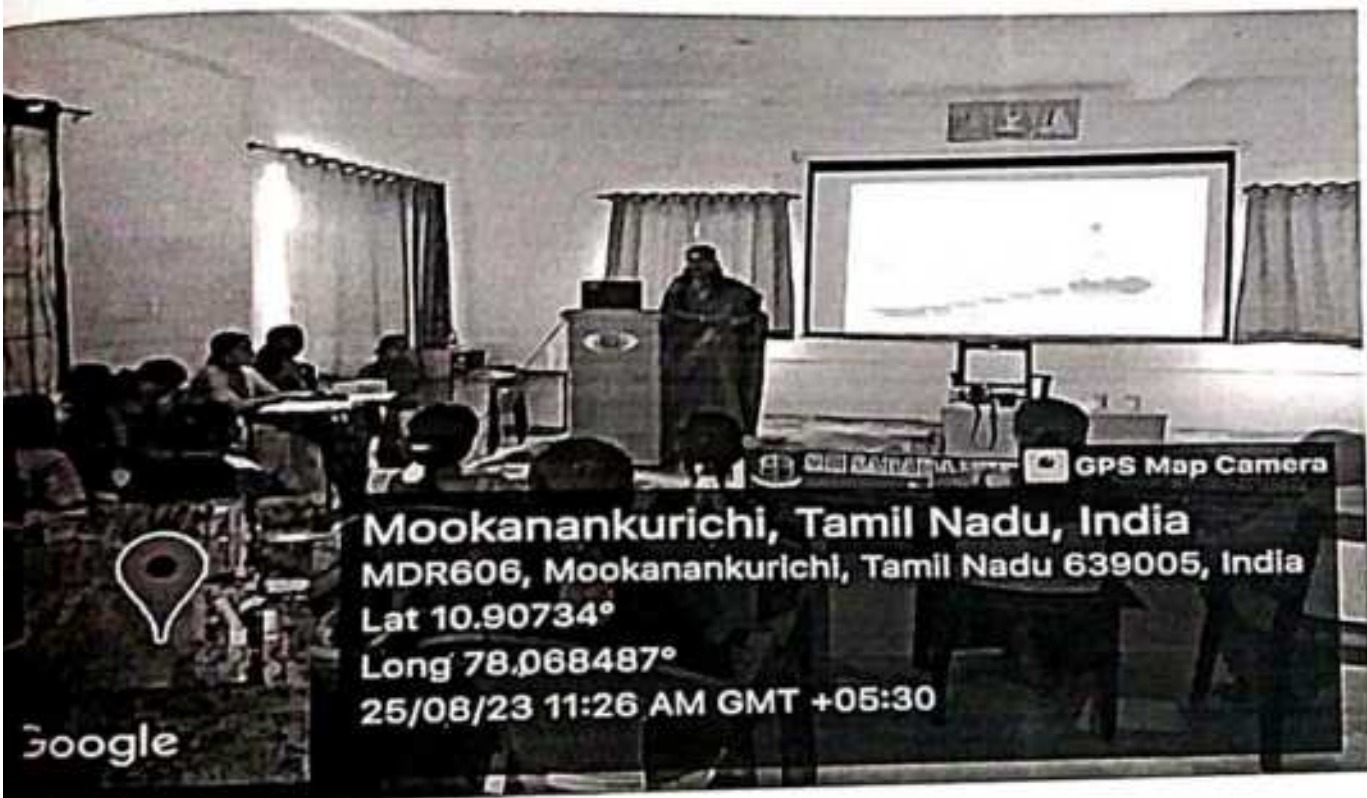 GPS Map Camera
Mookanankurichi, Tamil Nadu, India
MDR606, Mookanankurichi, Tamil Nadu 639005, India
Lat 10.90734°
Long 78.068487°
25/08/23 11:26 AM GMT +05:30
Google